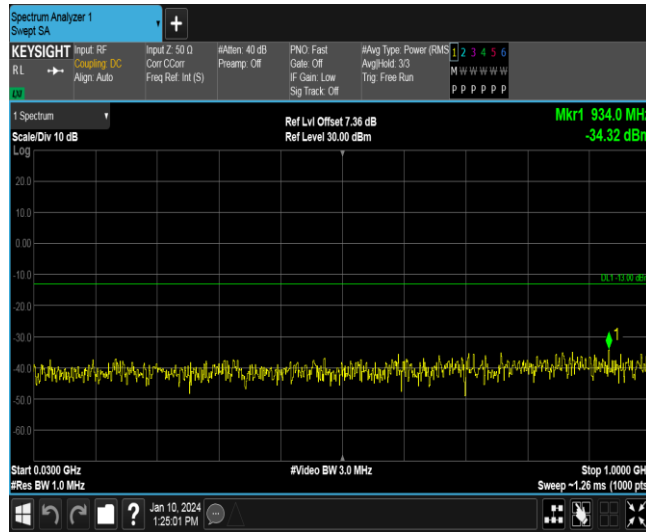 Spectrum Analyzer 1
Swept SA
+
KEYSIGHT
RL
LXI
Input: RF
Coupling: DC
Align: Auto
Input Z: 50 Ω
Corr CCorr
Freq Ref: Int (S)
#Atten: 40 dB
Preamp: Off
PNO: Fast
Gate: Off
IF Gain: Low
Sig Track: Off
#Avg Type: Power (RMS
Avg|Hold: 3/3
Trig: Free Run
1 2 3 4 5 6
M W W W W W
P P P P P P
1 Spectrum
Scale/Div 10 dB
Log
Ref Lvl Offset 7.36 dB
Ref Level 30.00 dBm
Mkr1 934.0 MHz
-34.32 dBm
20.0
10.0
0.00
-10.0
DL1 -13.00 dBm
-20.0
-30.0
1
-40.0
-50.0
-60.0
Start 0.0300 GHz
#Res BW 1.0 MHz
#Video BW 3.0 MHz
Stop 1.0000 GHz
Sweep ~1.26 ms (1000 pts)
?
Jan 10, 2024
1:25:01 PM